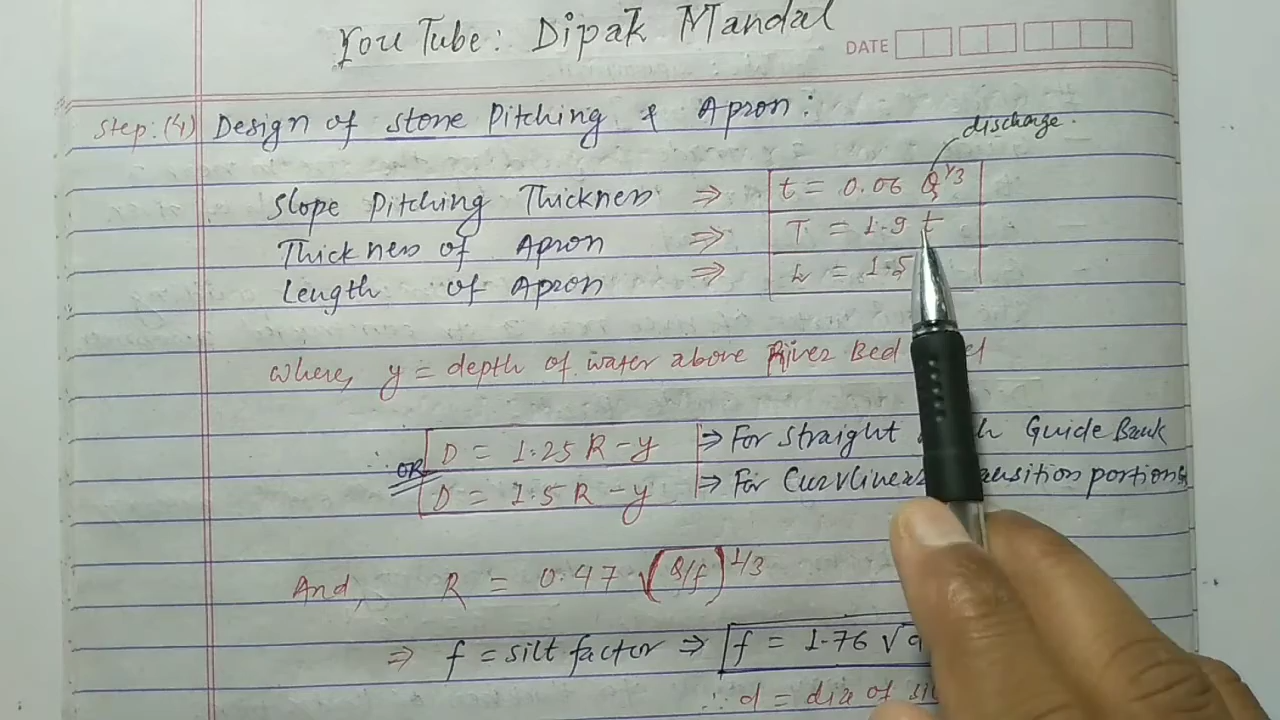 YouTube: Dipak Mandal
DATE
Step:(4) Design of stone Pitching & Apron:
discharge.
Slope Pitching Thickness ⇒ t = 0.06 Q^1/3
Thickness of Apron ⇒ T = 1.9 t
Length of Apron ⇒ L = 1.5
Where, y = depth of water above River Bed
∴ D = 1.25 R - y ⇒ For straight Guide Bank
OR D = 1.5 R - y ⇒ For Curvlinear Transition portions
And, R = 0.47 √(Q/f)^1/3
⇒ f = silt factor ⇒ f = 1.76 √
∴ d = dia of